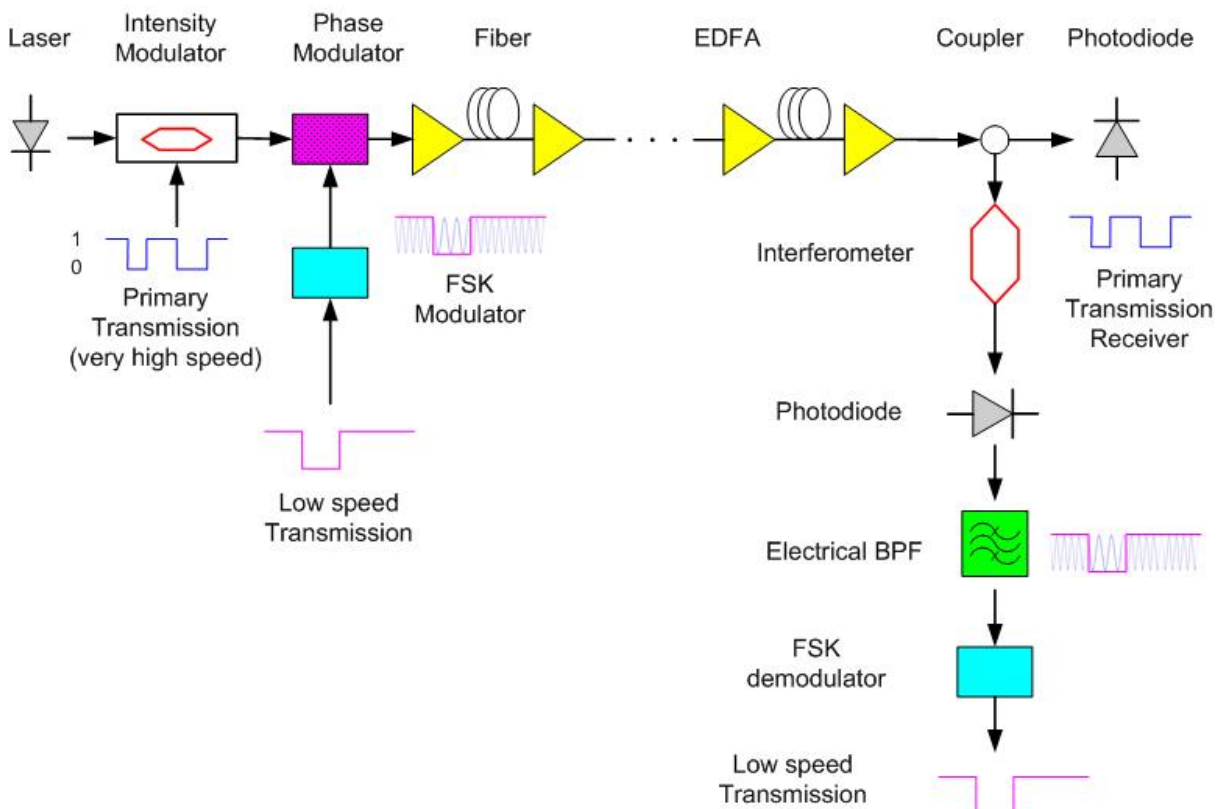 Laser
Intensity
Modulator
Phase
Modulator
Fiber
EDFA
Coupler
Photodiode
1
0
Primary
Transmission
(very high speed)
FSK
Modulator
Interferometer
Primary
Transmission
Receiver
Photodiode
Low speed
Transmission
Electrical BPF
FSK
demodulator
Low speed
Transmission